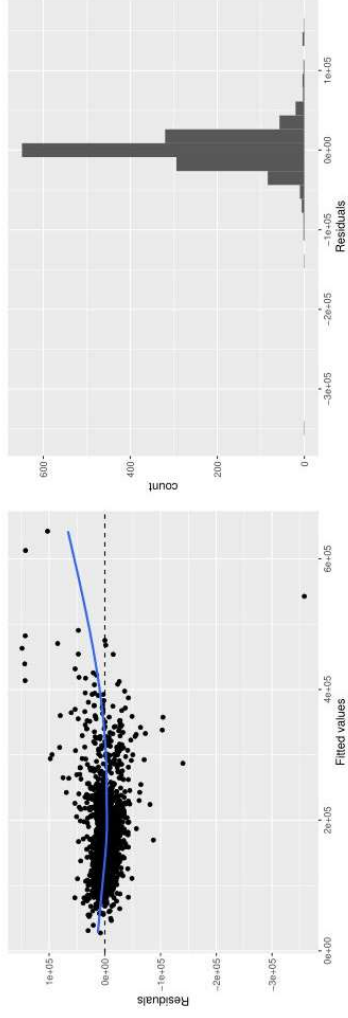 Residuals
1e+05
0e+00
−1e+05
−2e+05
−3e+05
0e+00
2e+05
4e+05
6e+05
Fitted values
count
600
400
200
0
−3e+05
−2e+05
−1e+05
0e+00
1e+05
Residuals